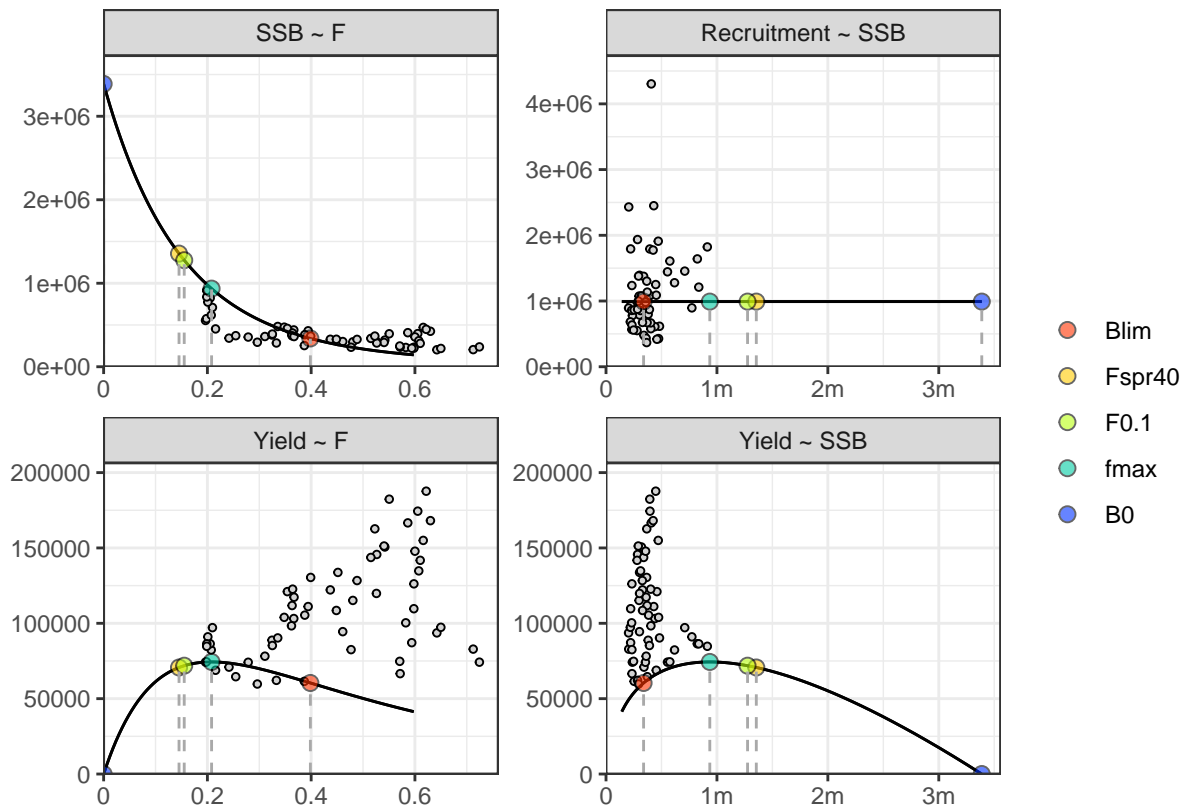 SSB ~ F
Recruitment ~ SSB
3e+06
2e+06
1e+06
0e+00
0
0.2
0.4
0.6
4e+06
3e+06
2e+06
1e+06
0e+00
0
1m
2m
3m
Yield ~ F
Yield ~ SSB
200000
150000
100000
50000
0
0
0.2
0.4
0.6
200000
150000
100000
50000
0
0
1m
2m
3m
Blim
Fspr40
F0.1
fmax
B0